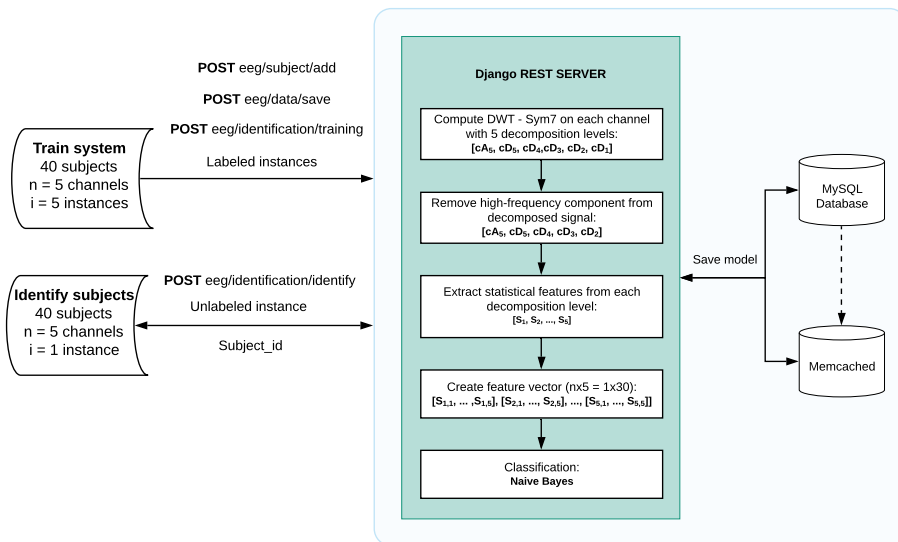 POST eeg/subject/add
POST eeg/data/save
POST eeg/identification/training
Labeled instances
Train system
40 subjects
n = 5 channels
i = 5 instances
POST eeg/identification/identify
Unlabeled instance
Subject_id
Identify subjects
40 subjects
n = 5 channels
i = 1 instance
Django REST SERVER
Compute DWT - Sym7 on each channel
with 5 decomposition levels:
[cA5, cD5, cD4,cD3, cD2, cD1]
Remove high-frequency component from
decomposed signal:
[cA5, cD5, cD4, cD3, cD2]
Extract statistical features from each
decomposition level:
[S1, S2, ..., S5]
Create feature vector (nx5 = 1x30):
[S1,1, ... ,S1,5], [S2,1, ..., S2,5], ..., [S5,1, ..., S5,5]]
Classification:
Naive Bayes
Save model
MySQL
Database
Memcached